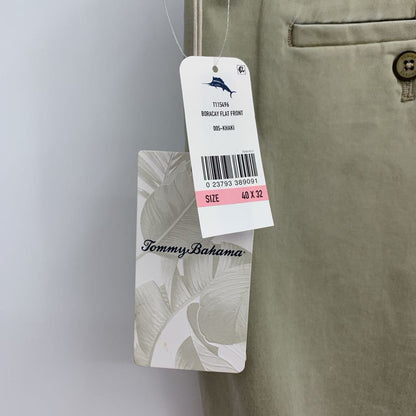 T115496
BORACAY FLAT FRONT
005-KHAKI
0 23793 389091
SIZE 40 X 32
Tommy Bahama